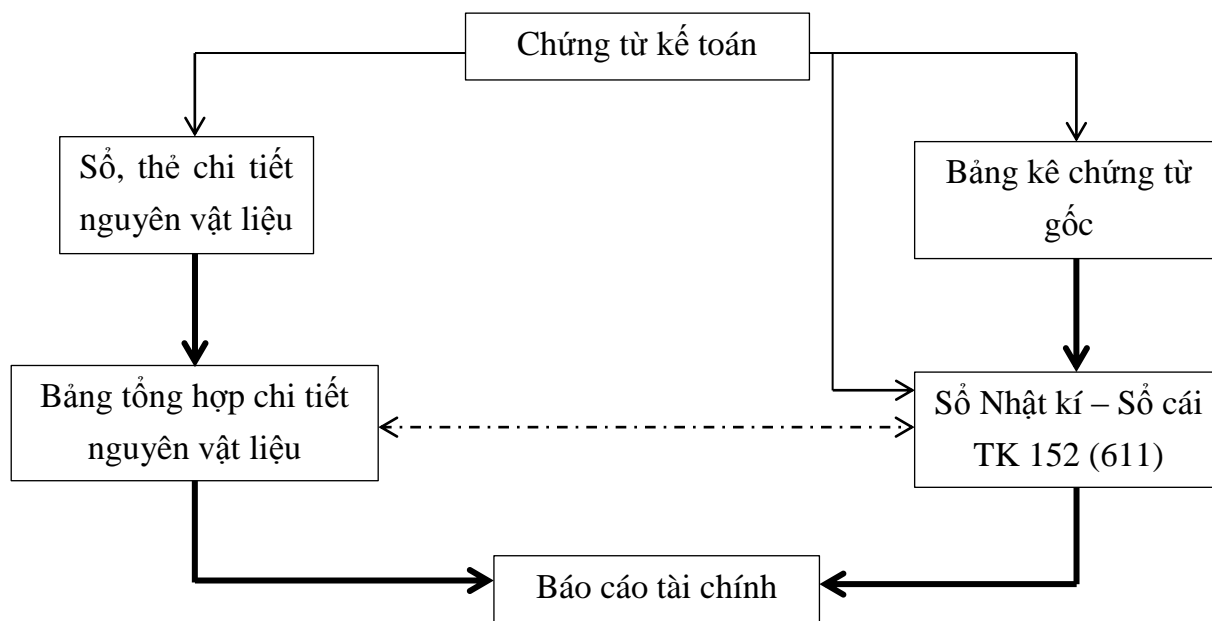 Chứng từ kế toán
Sổ, thẻ chi tiết
nguyên vật liệu
Bảng kê chứng từ
gốc
Bảng tổng hợp chi tiết
nguyên vật liệu
Sổ Nhật kí – Sổ cái
TK 152 (611)
Báo cáo tài chính